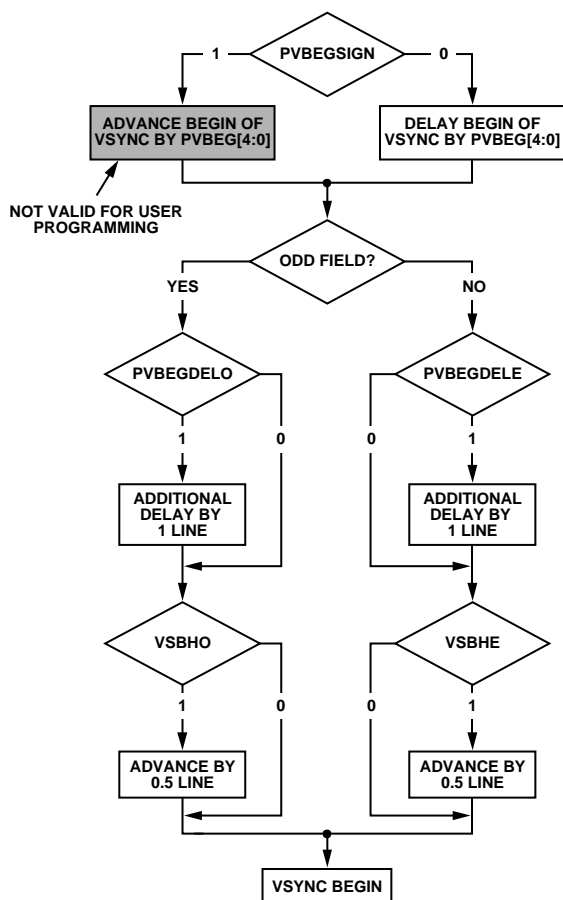 PVBEGSIGN
1
0
ADVANCE BEGIN OF
VSYNC BY PVBEG[4:0]
DELAY BEGIN OF
VSYNC BY PVBEG[4:0]
NOT VALID FOR USER
PROGRAMMING
ODD FIELD?
YES
NO
PVBEGDELO
PVBEGDELE
1
0
0
1
ADDITIONAL
DELAY BY
1 LINE
ADDITIONAL
DELAY BY
1 LINE
VSBHO
VSBHE
1
0
0
1
ADVANCE BY
0.5 LINE
ADVANCE BY
0.5 LINE
VSYNC BEGIN